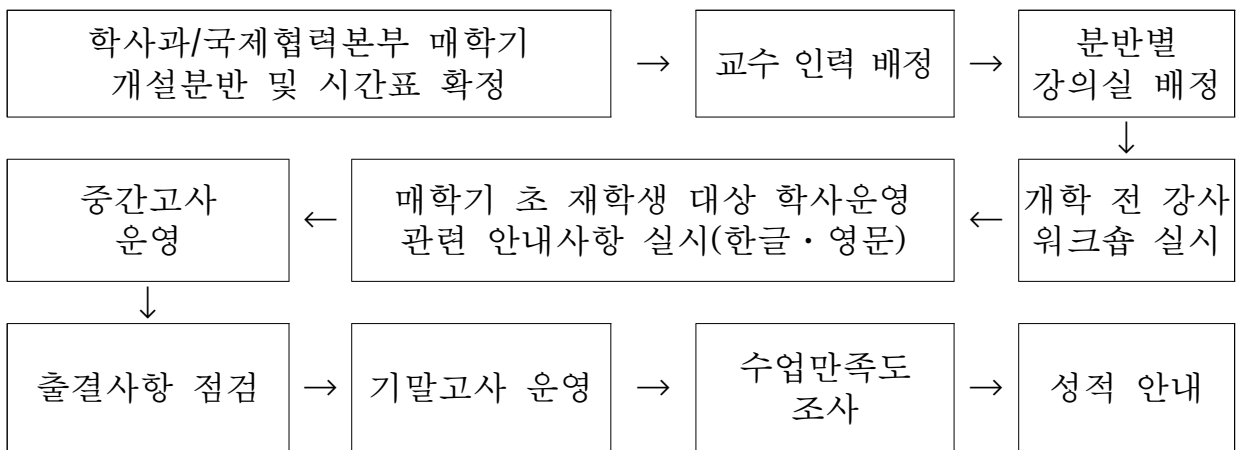 학사과/국제협력본부 매학기
개설분반 및 시간표 확정
→
교수 인력 배정
→
분반별
강의실 배정
↓
개학 전 강사
워크숍 실시
←
매학기 초 재학생 대상 학사운영
관련 안내사항 실시(한글・영문)
←
중간고사
운영
↓
출결사항 점검
→
기말고사 운영
→
수업만족도
조사
→
성적 안내